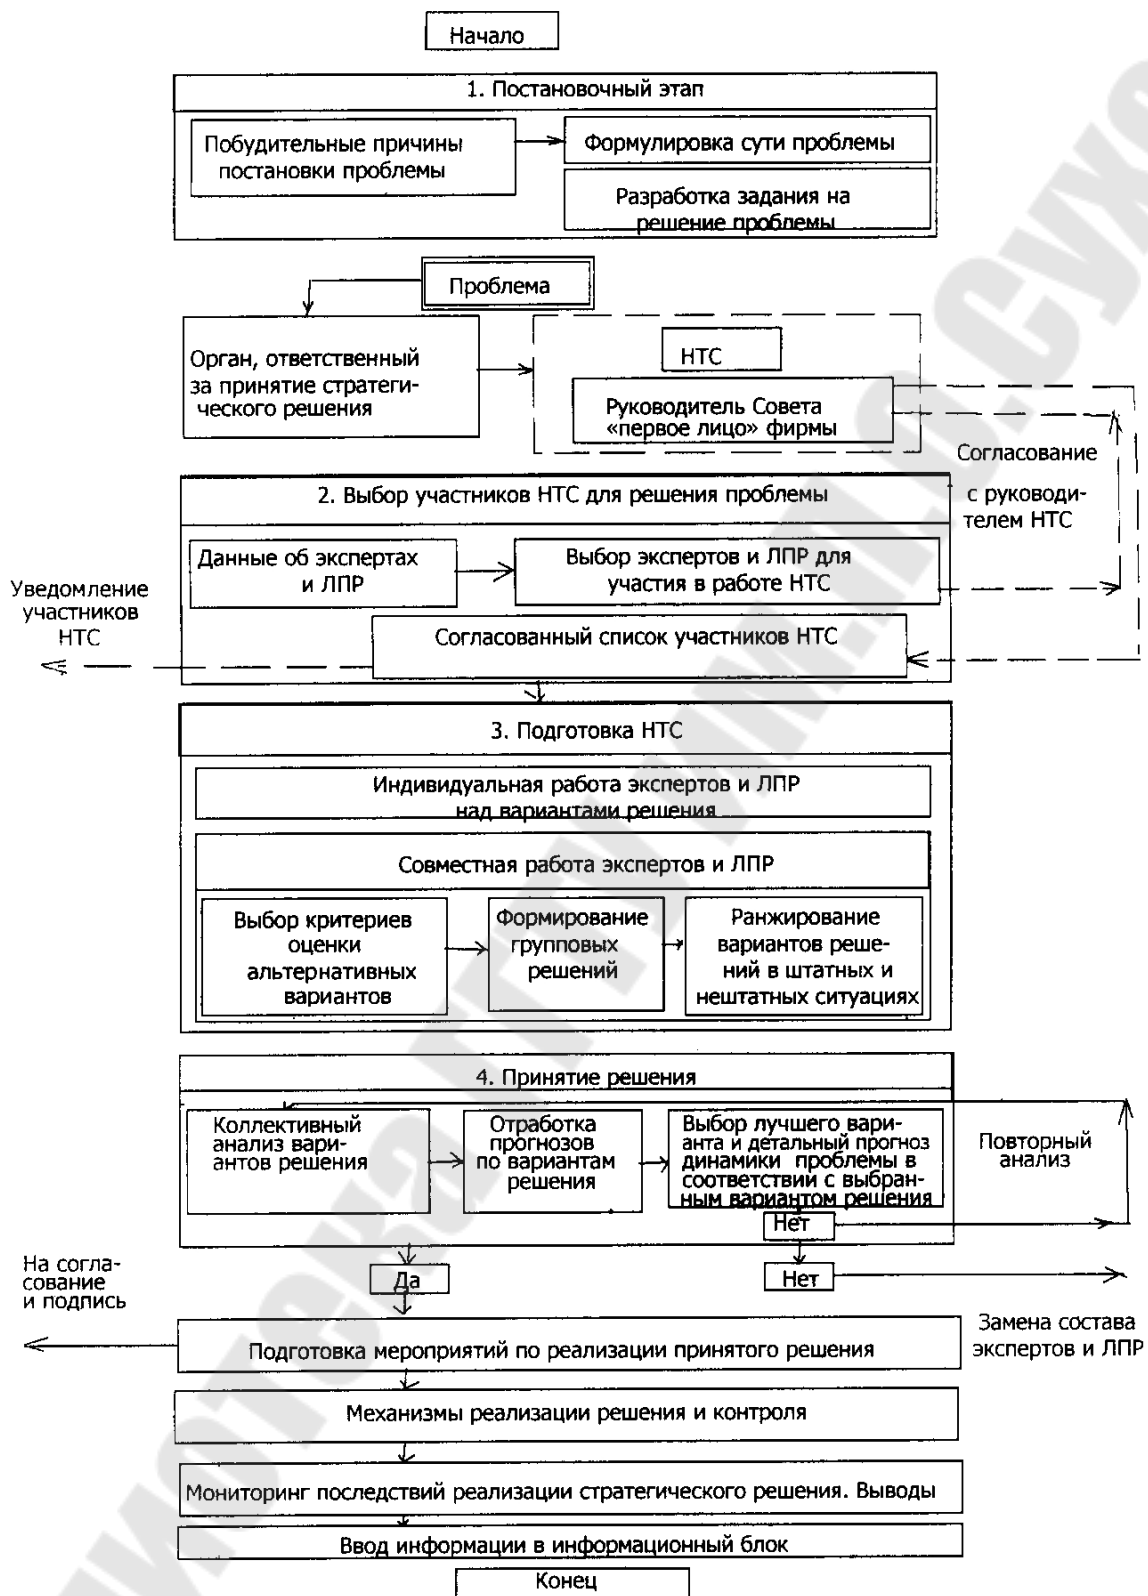 Начало
1. Постановочный этап
Побудительные причины
постановки проблемы
Формулировка сути проблемы
Разработка задания на
решение проблемы
Проблема
Орган, ответственный
за принятие стратеги-
ческого решения
НТС
Руководитель Совета
«первое лицо» фирмы
Согласование
с руководи-
телем НТС
2. Выбор участников НТС для решения проблемы
Данные об экспертах
и ЛПР
Выбор экспертов и ЛПР для
участия в работе НТС
Уведомление
участников
НТС
Согласованный список участников НТС
3. Подготовка НТС
Индивидуальная работа экспертов и ЛПР
над вариантами решения
Совместная работа экспертов и ЛПР
Выбор критериев
оценки
альтернативных
вариантов
Формирование
групповых
решений
Ранжирование
вариантов реше-
ний в штатных и
нештатных ситуациях
4. Принятие решения
Коллективный
анализ вари-
антов решения
Отработка
прогнозов
по вариантам
решения
Выбор лучшего вари-
анта и детальный прогноз
динамики проблемы в
соответствии с выбран-
ным вариантом решения
Повторный
анализ
Нет
На согла-
сование
и подпись
Да
Нет
Замена состава
экспертов и ЛПР
Подготовка мероприятий по реализации принятого решения
Механизмы реализации решения и контроля
Мониторинг последствий реализации стратегического решения. Выводы
Ввод информации в информационный блок
Конец